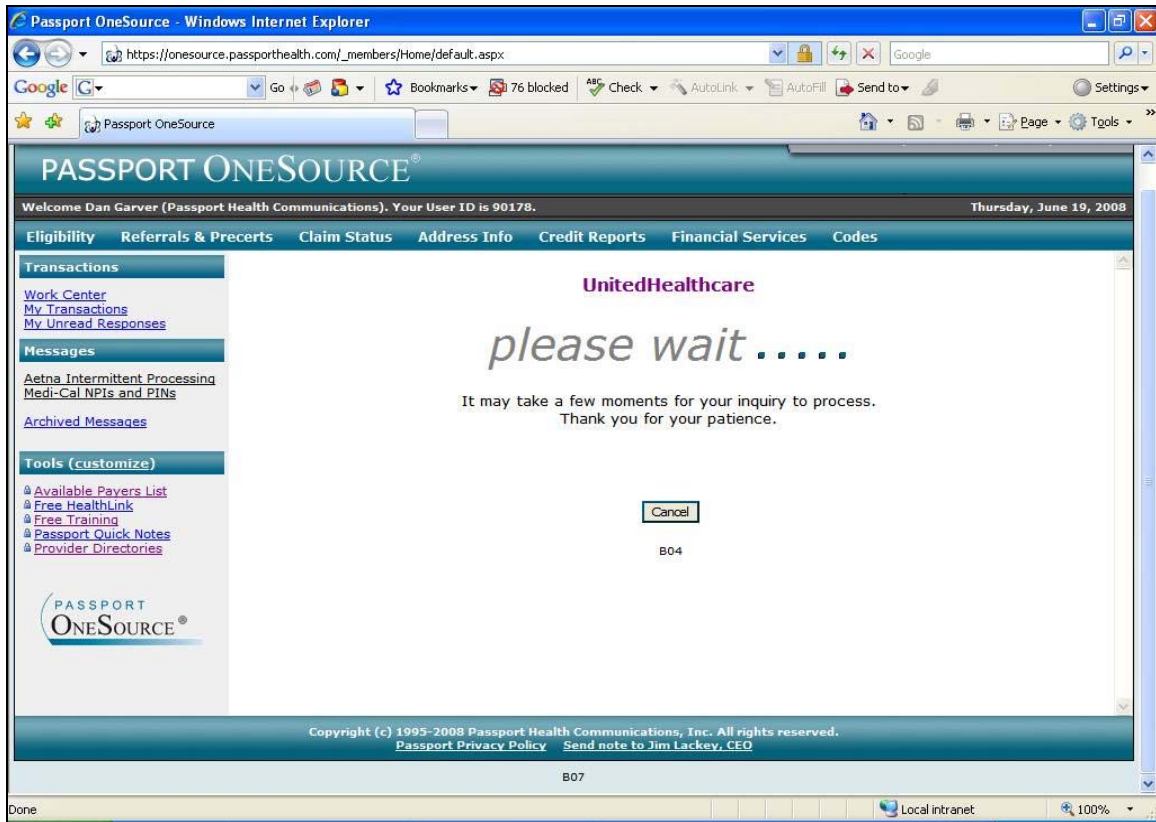 Passport OneSource - Windows Internet Explorer
https://onesource.passporthealth.com/_members/Home/default.aspx
Google
Google G
Go
Bookmarks
76 blocked
ABC Check
AutoLink
AutoFill
Send to
Settings
Passport OneSource
Page
Tools
PASSPORT ONESOURCE®
Welcome Dan Garver (Passport Health Communications). Your User ID is 90178.
Thursday, June 19, 2008
Eligibility Referrals & Precerts Claim Status Address Info Credit Reports Financial Services Codes
Transactions
Work Center
My Transactions
My Unread Responses
Messages
Aetna Intermittent Processing
Medi-Cal NPIs and PINs
Archived Messages
Tools (customize)
Available Payers List
Free HealthLink
Free Training
Passport Quick Notes
Provider Directories
PASSPORT
ONESOURCE®
UnitedHealthcare
please wait .....
It may take a few moments for your inquiry to process.
Thank you for your patience.
Cancel
B04
Copyright (c) 1995-2008 Passport Health Communications, Inc. All rights reserved.
Passport Privacy Policy Send note to Jim Lackey, CEO
B07
Done
Local intranet
100%